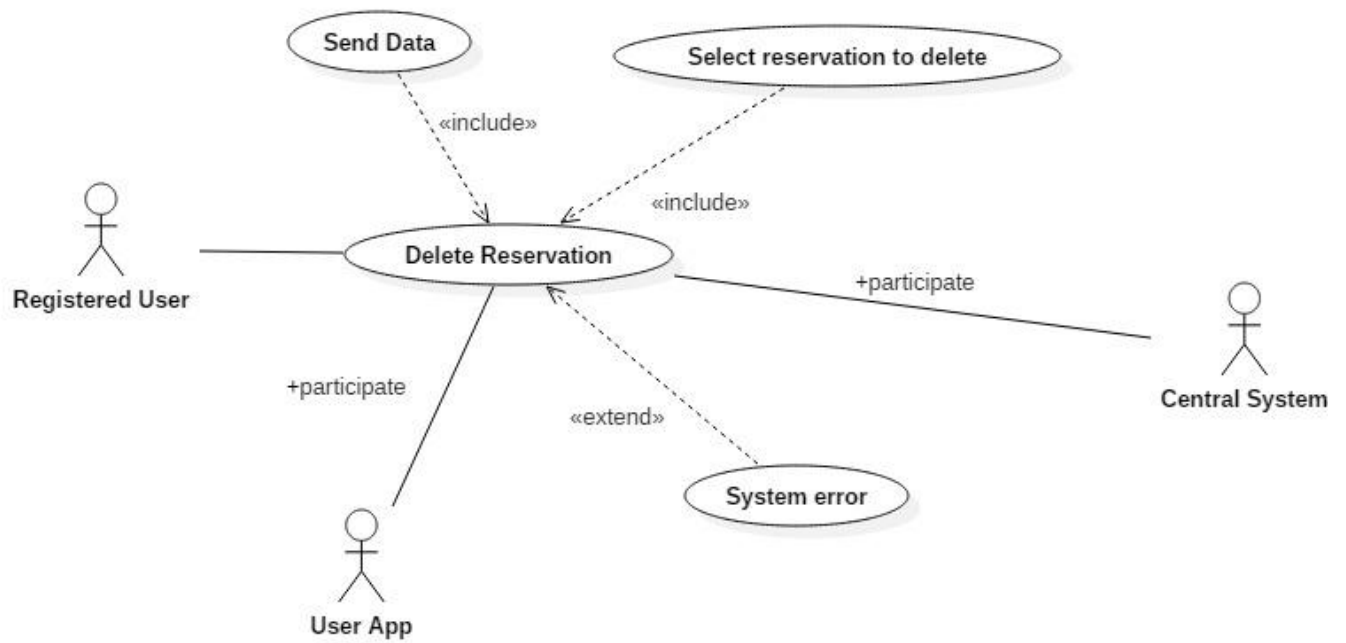 Send Data
Select reservation to delete
«include»
«include»
Delete Reservation
Registered User
+participate
+participate
Central System
«extend»
System error
User App